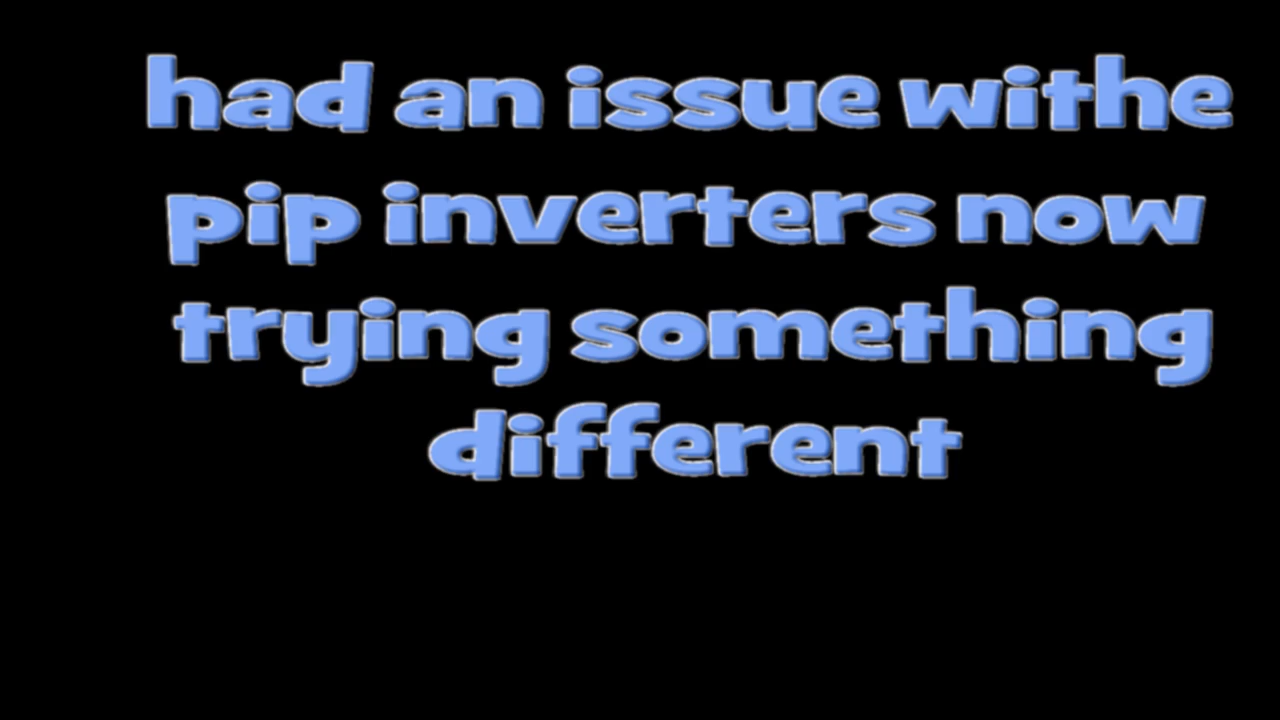 had an issue withe
pip inverters now
trying something
different